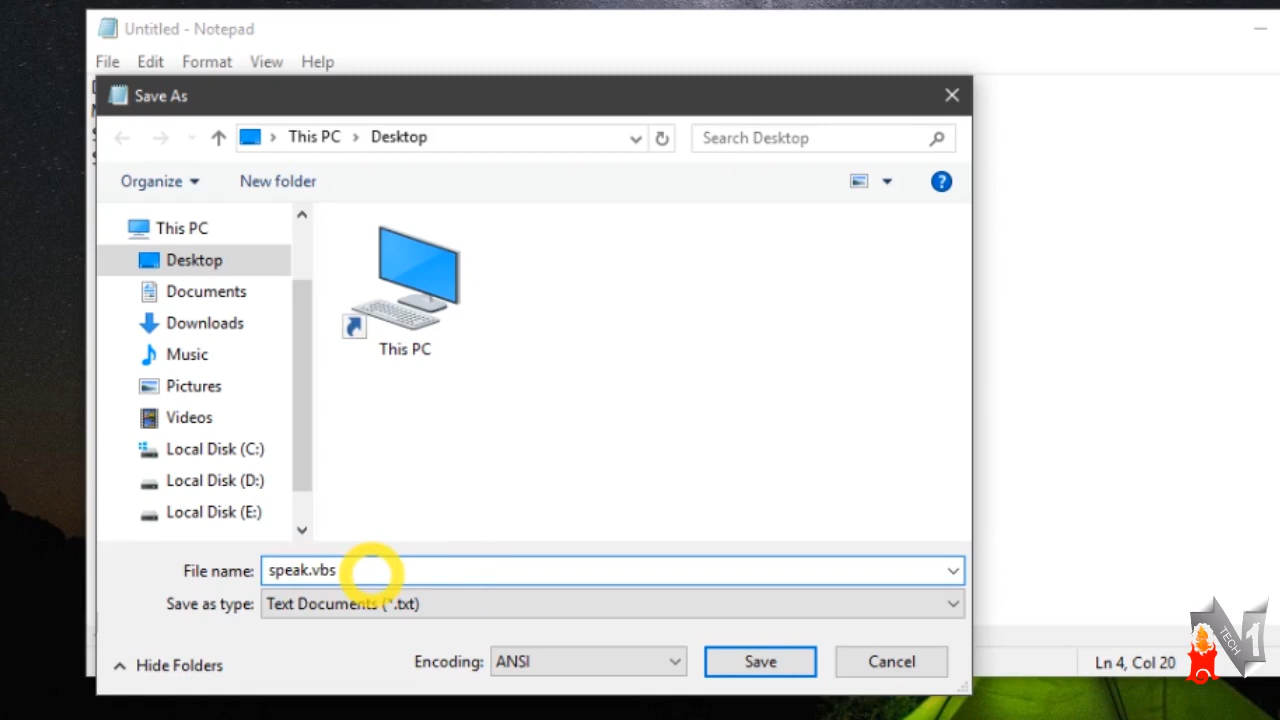 Untitled - Notepad
File Edit Format View Help
Save As
This PC Desktop
Search Desktop
Organize New folder
This PC
Desktop
Documents
Downloads
Music
Pictures
Videos
Local Disk (C:)
Local Disk (D:)
Local Disk (E:)
This PC
File name: speak.vbs
Save as type: Text Documents (*.txt)
Hide Folders
Encoding: ANSI
Save
Cancel
Ln 4, Col 20
N1
TECH